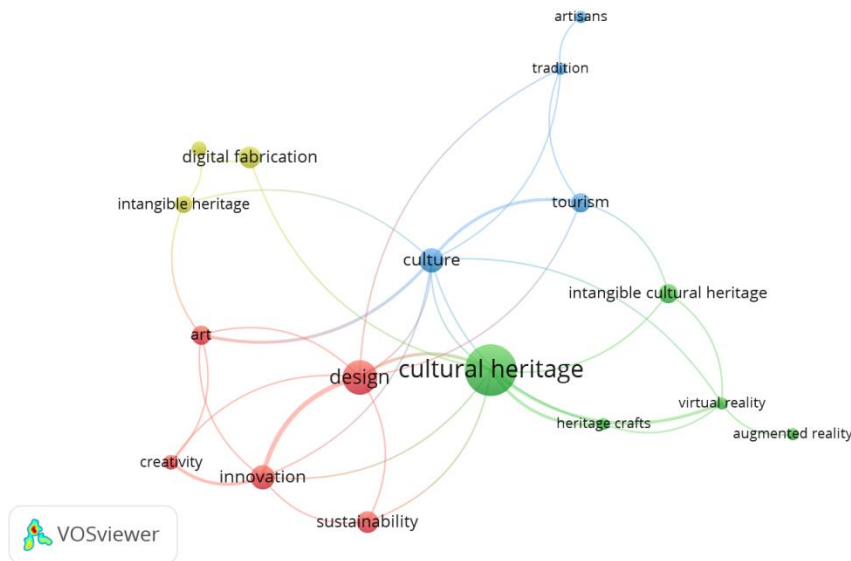 artisans
tradition
digital fabrication
intangible heritage
tourism
culture
intangible cultural heritage
art
design
cultural heritage
virtual reality
heritage crafts
augmented reality
creativity
innovation
sustainability
VOSviewer